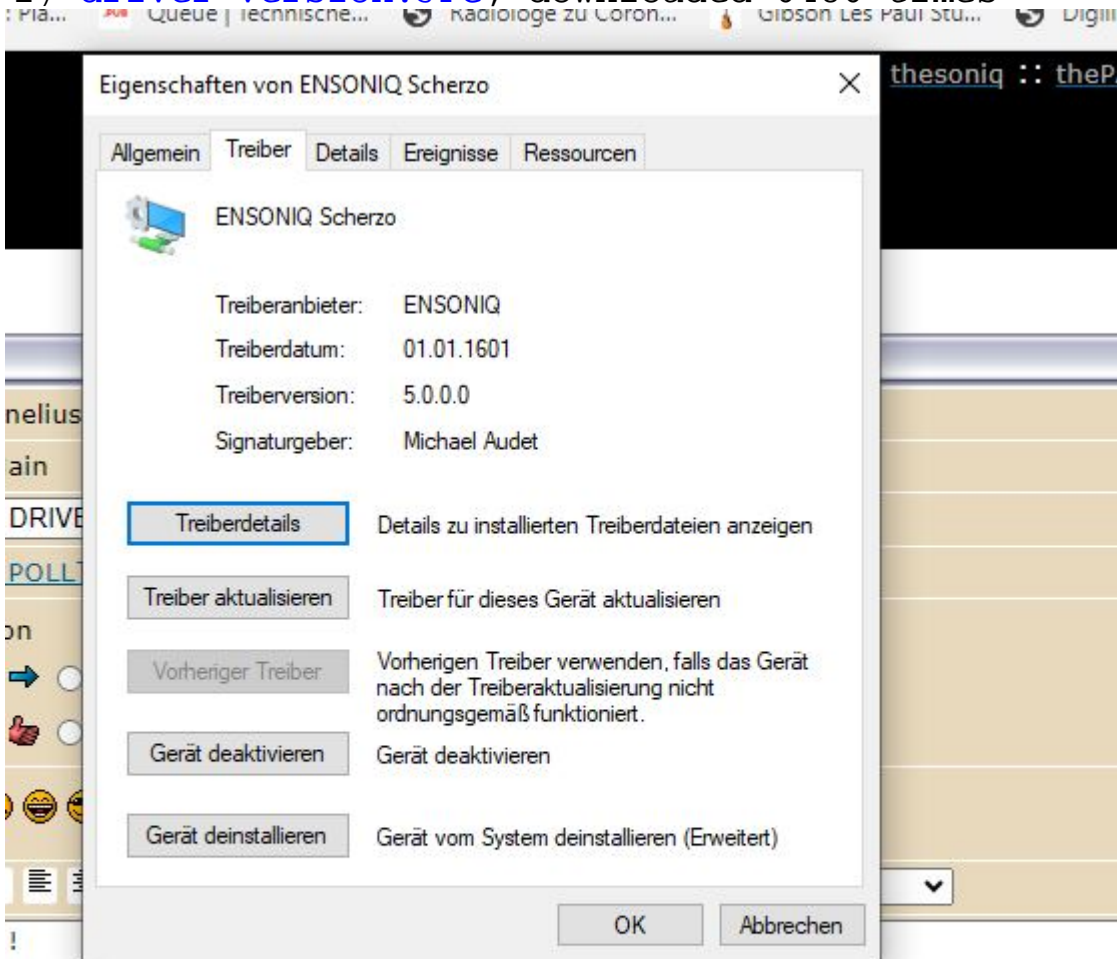 Queue | Technische... Radiologe zu Coron... Gibson Les Paul Stu...
Eigenschaften von ENSONIQ Scherzo
thesoniq :: theP
Allgemein Treiber Details Ereignisse Ressourcen
ENSONIQ Scherzo
Treiberanbieter: ENSONIQ
Treiberdatum: 01.01.1601
Treiberversion: 5.0.0.0
nelius
Signaturgeber: Michael Audet
ain
DRIVE
Treiberdetails Details zu installierten Treiberdateien anzeigen
POLL
Treiber aktualisieren Treiber für dieses Gerät aktualisieren
on
Vorheriger Treiber Vorherigen Treiber verwenden, falls das Gerät
nach der Treiberaktualisierung nicht
ordnungsgemäß funktioniert.
Gerät deaktivieren Gerät deaktivieren
Gerät deinstallieren Gerät vom System deinstallieren (Erweitert)
OK Abbrechen
!